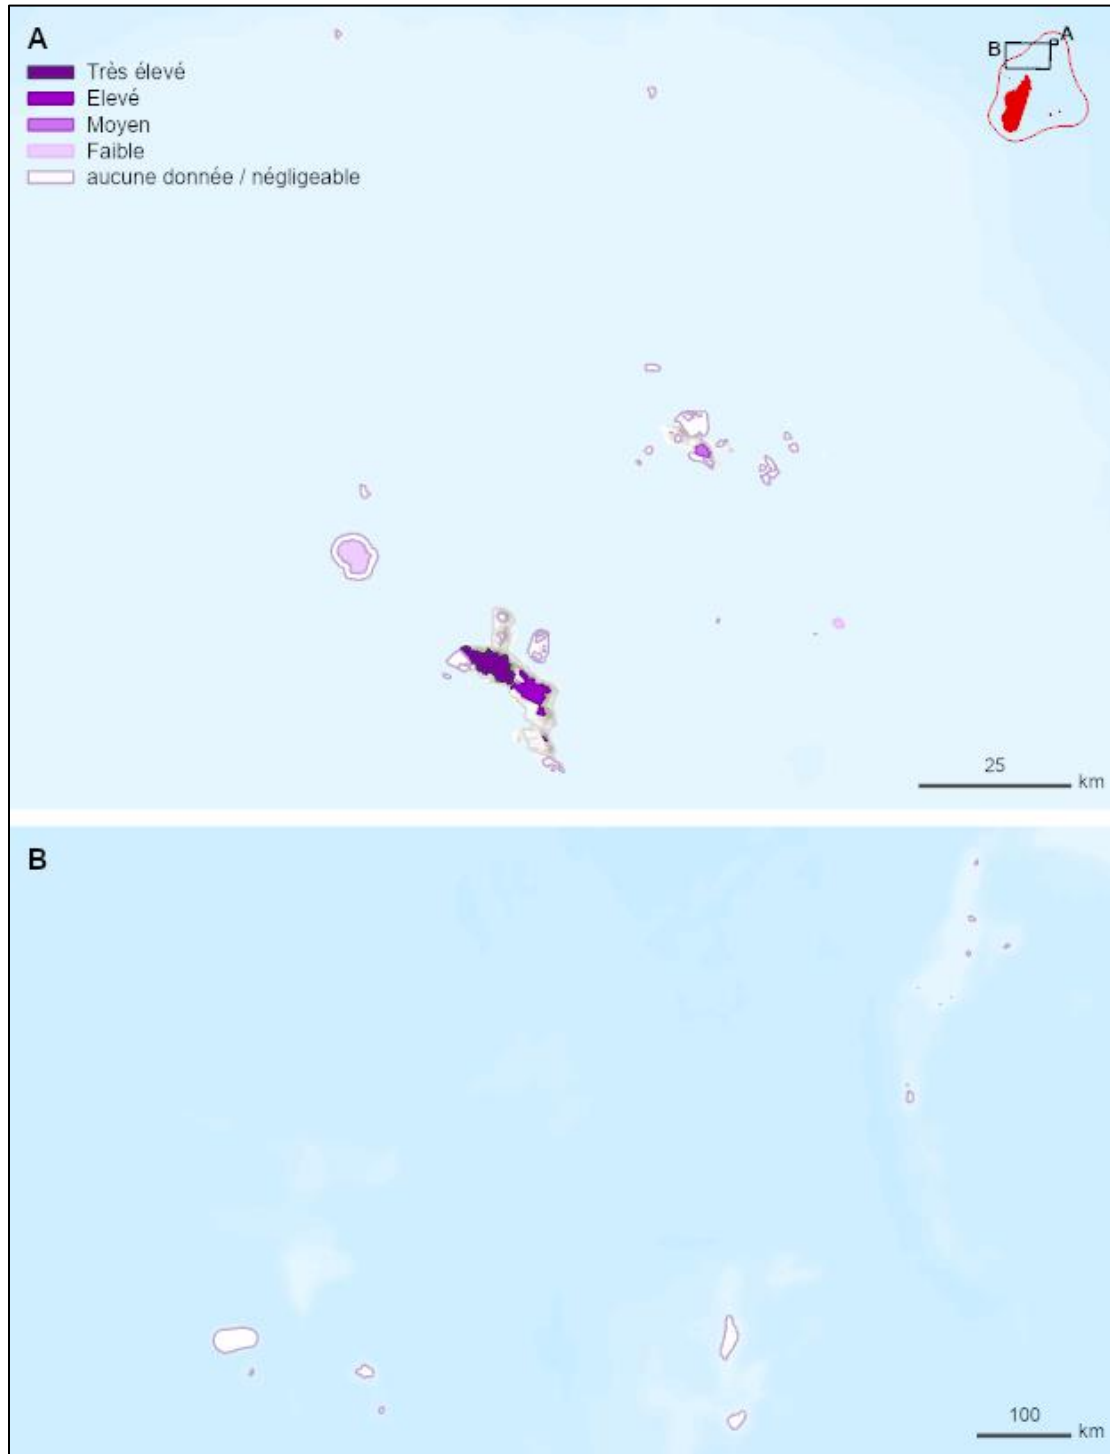 A
Très élevé
Elevé
Moyen
Faible
aucune donnée / négligeable
A
B
25
km
B
100
km